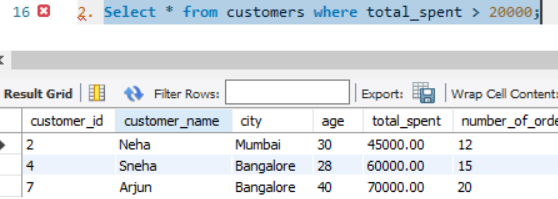 16 2. Select * from customers where total_spent > 20000;
Result Grid Filter Rows: Export: Wrap Cell Content:
customer_id customer_name city age total_spent number_of_orde
2 Neha Mumbai 30 45000.00 12
4 Sneha Bangalore 28 60000.00 15
7 Arjun Bangalore 40 70000.00 20